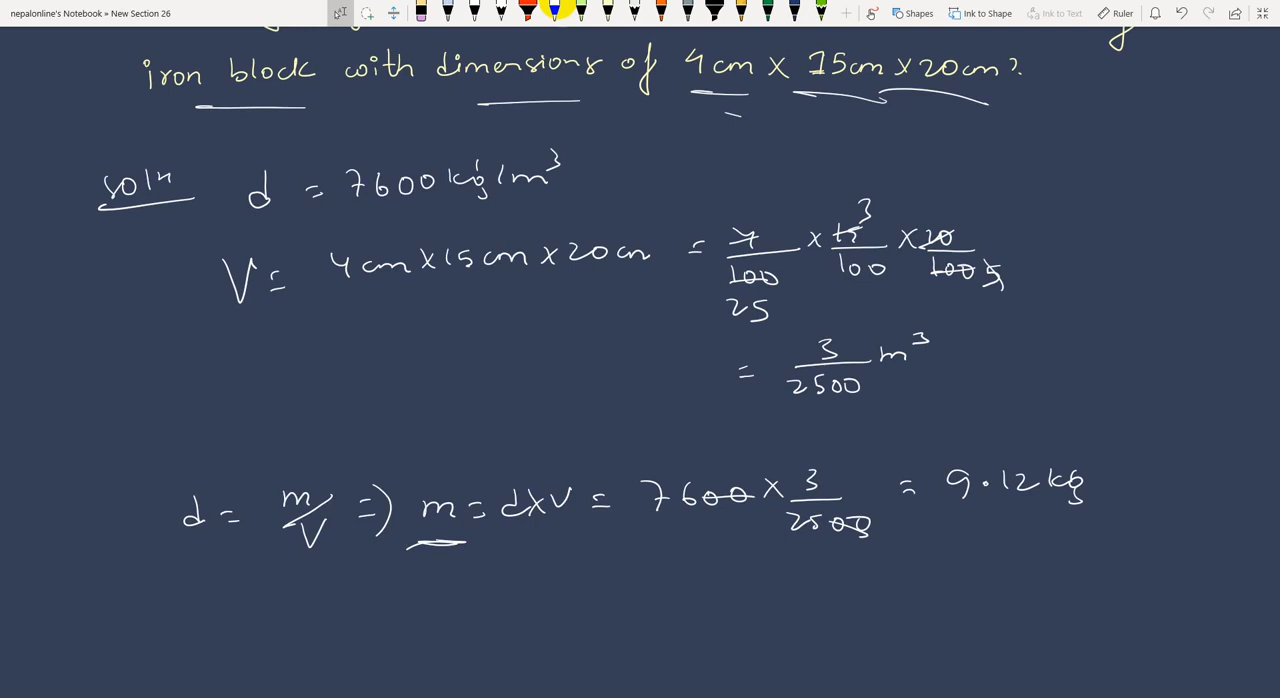 nepalonline's Notebook » New Section 26
Shapes Ink to Shape Ink to Text Ruler
iron block with dimensions of 4cm × 15cm × 20cm?
soln d = 7600 kg/m³
V = 4cm × 15cm × 20cm = 4/100 × 15/100 × 20/100
3
25
5
= 3/2500 m³
d = m/V => m = d×V = 7600 × 3/2500 = 9.12 kg